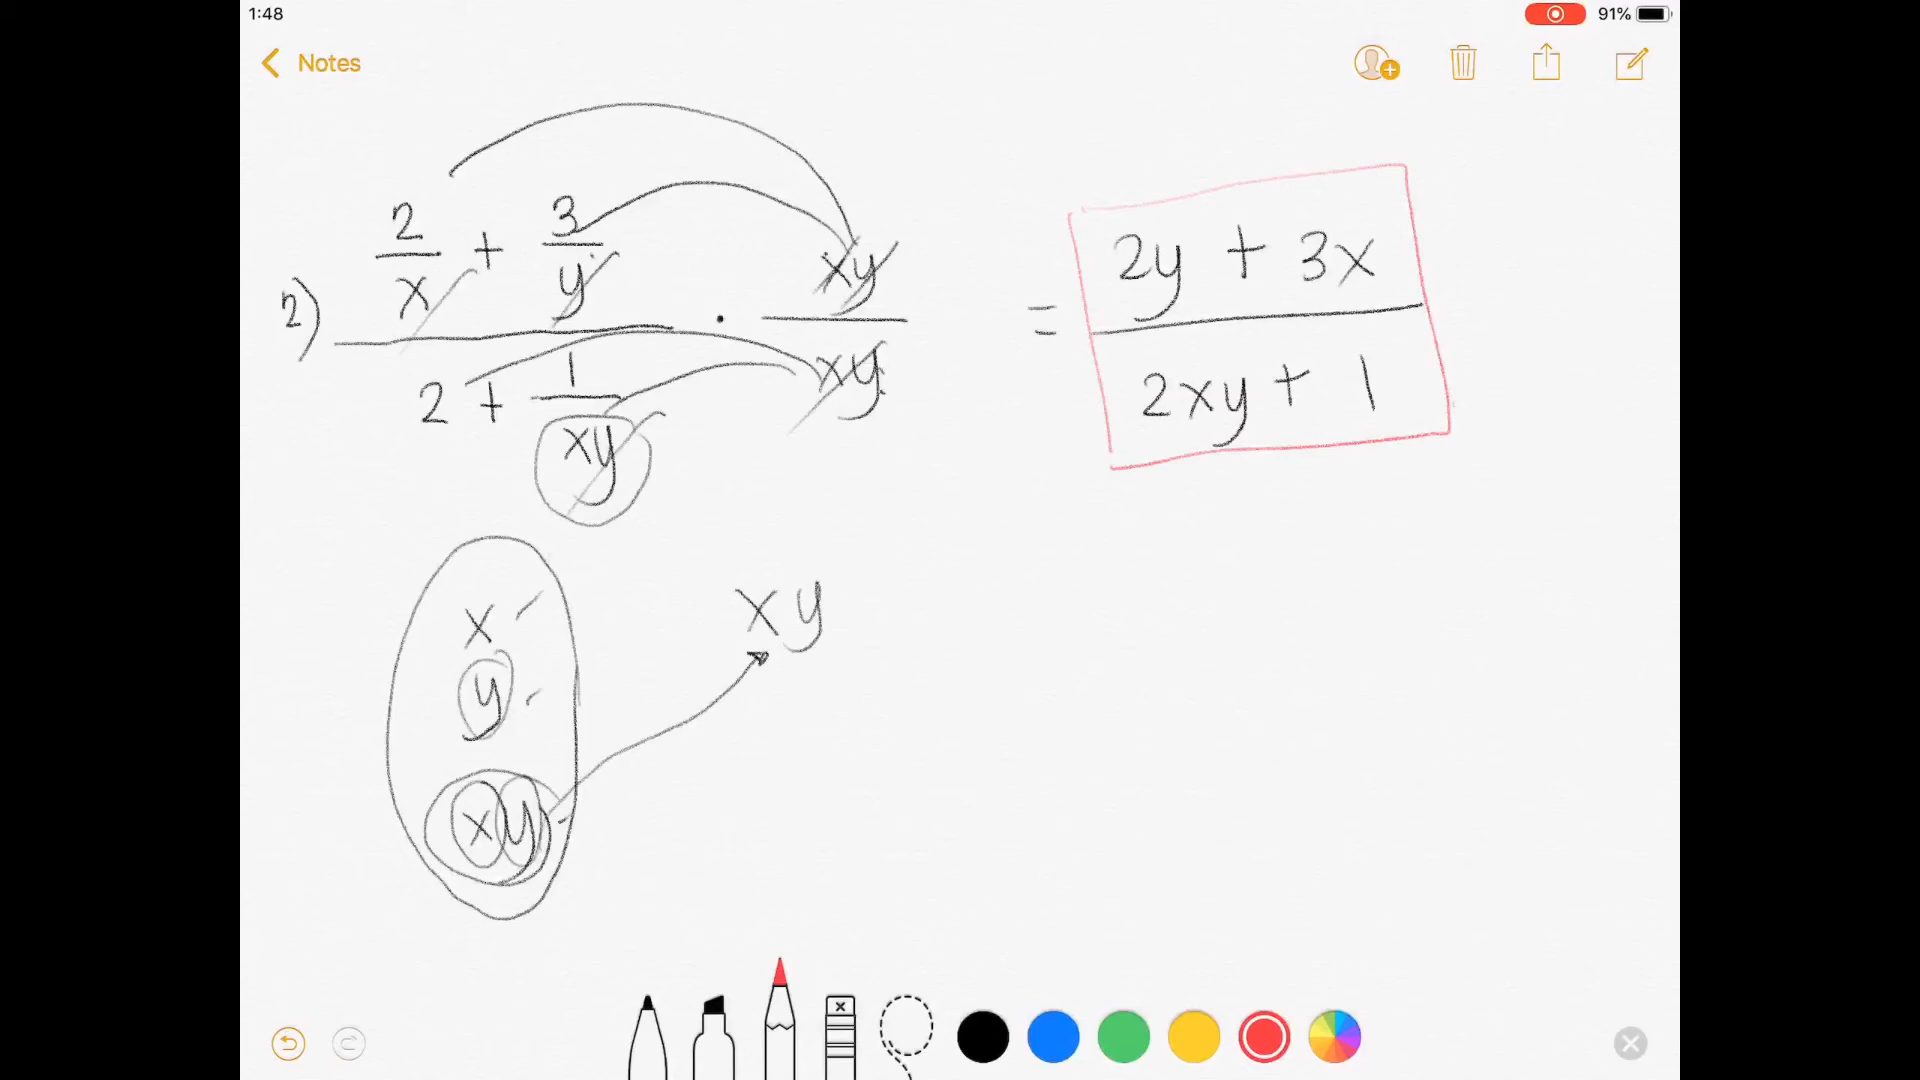 1:48
91%
Notes
2) (2/x + 3/y) / (2 + 1/xy) · xy/xy = (2y + 3x) / (2xy + 1)
x
y
xy
xy